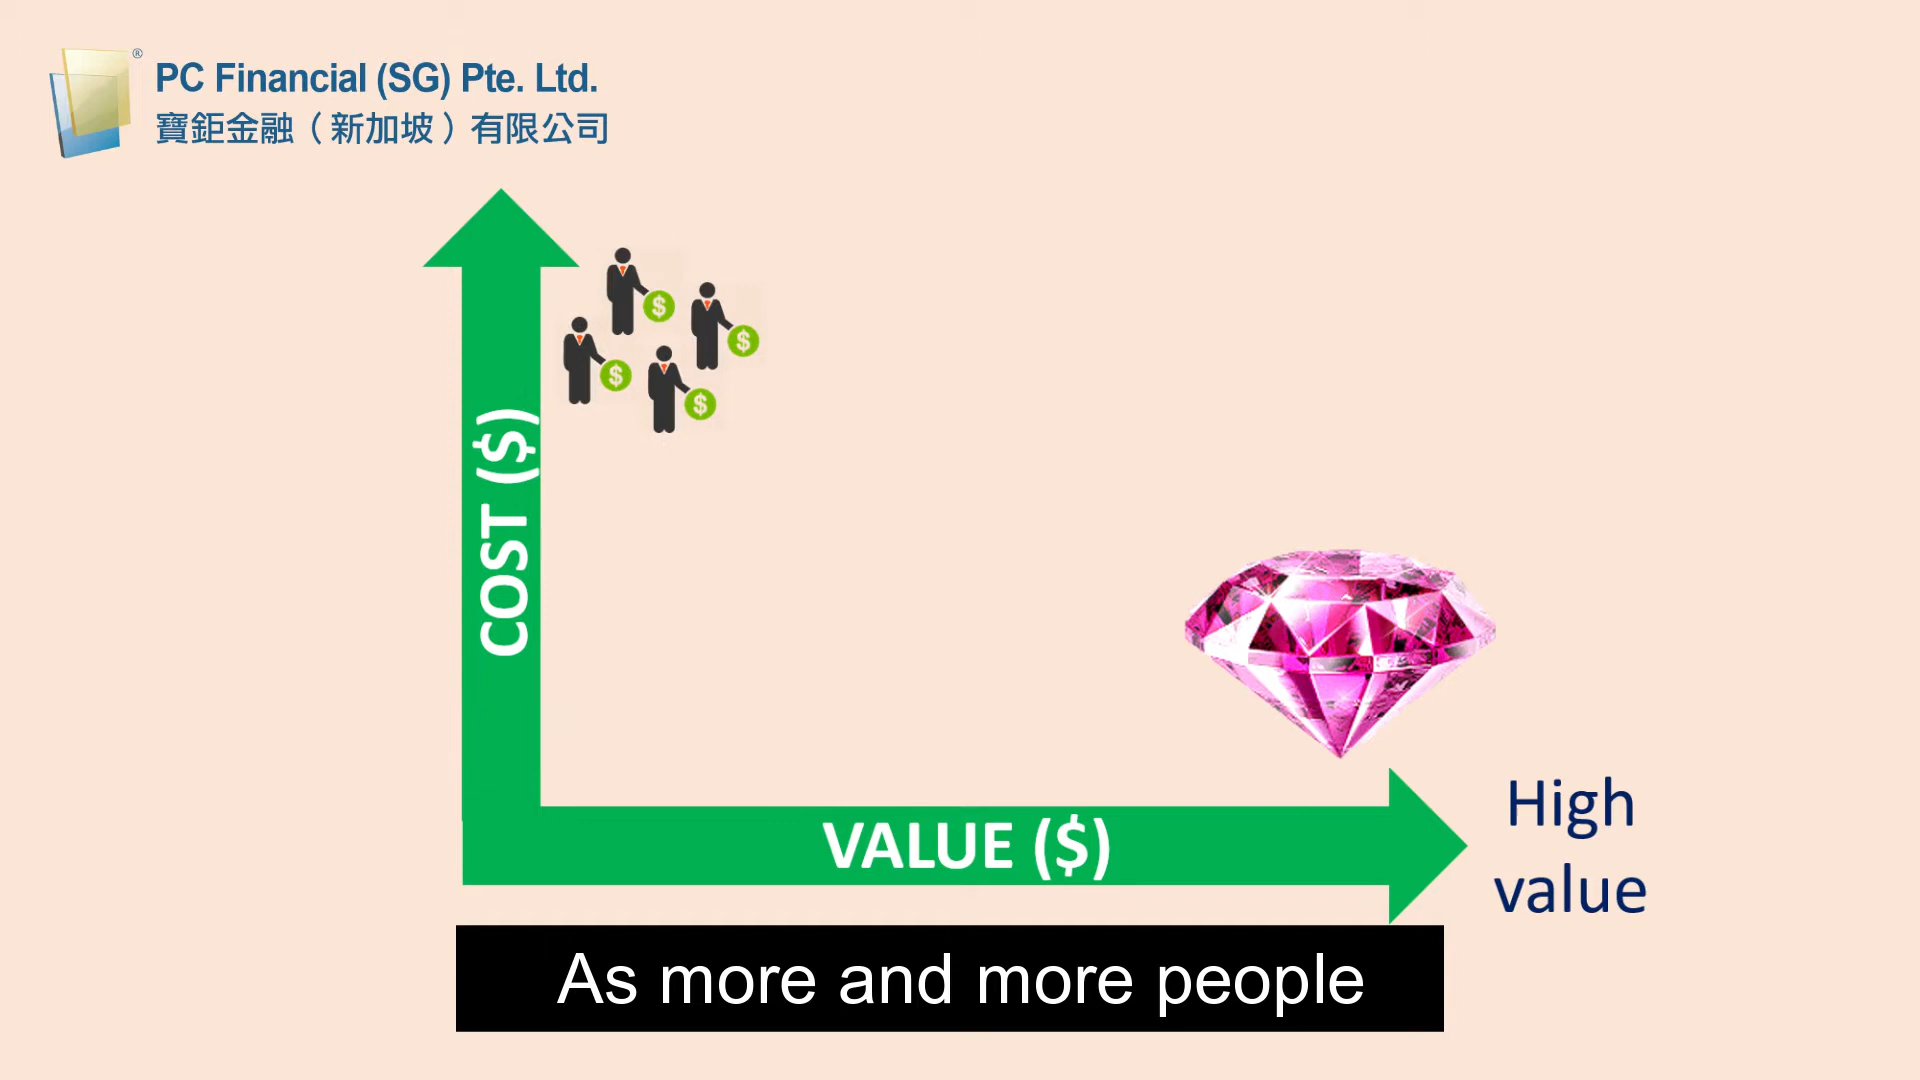 ®
PC Financial (SG) Pte. Ltd.
寶鉅金融（新加坡）有限公司
$
$
$
$
COST ($)
VALUE ($)
High
value
As more and more people